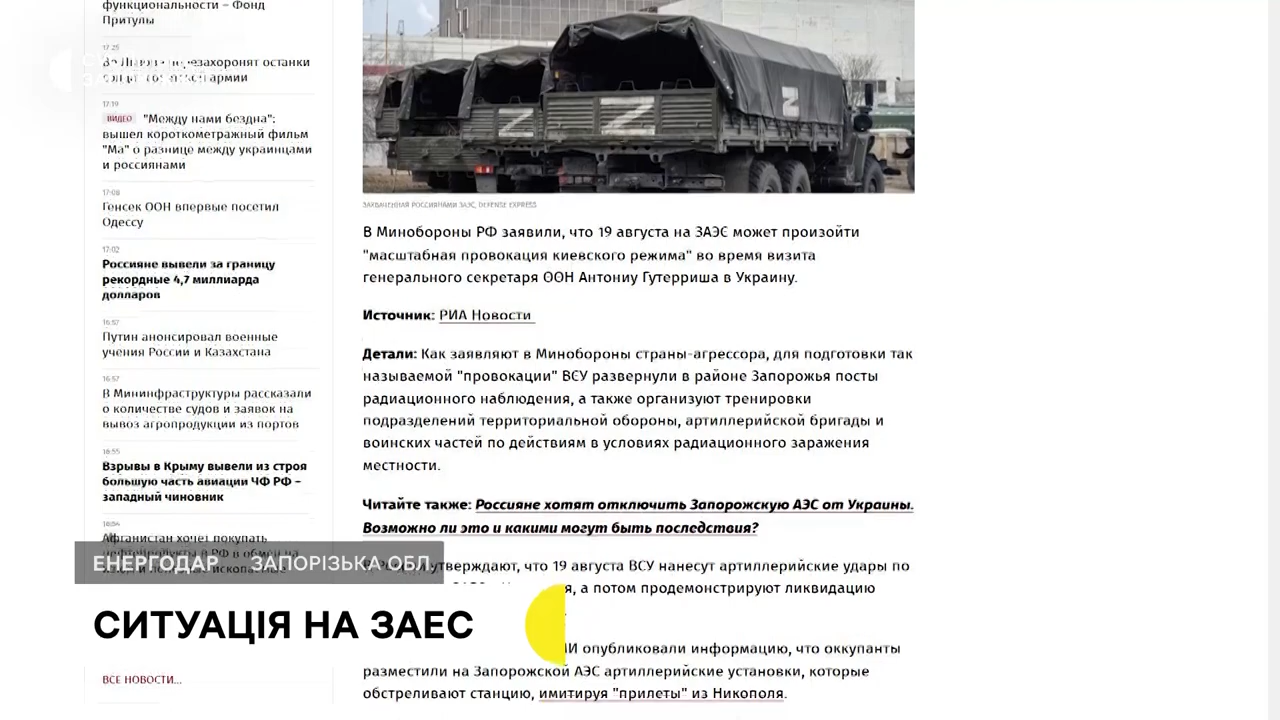 функциональности – Фонд
Притулы
17:25
перезахоронят останки
армии
17:19
ВИДЕО "Между нами бездна":
вышел короткометражный фильм
"Ма" о разнице между украинцами
и россиянами
17:08
Генсек ООН впервые посетил
Одессу
17:02
Россияне вывели за границу
рекордные 4,7 миллиарда
долларов
16:57
Путин анонсировал военные
учения России и Казахстана
16:57
В Мининфраструктуры рассказали
о количестве судов и заявок на
вывоз агропродукции из портов
16:55
Взрывы в Крыму вывели из строя
большую часть авиации ЧФ РФ –
западный чиновник
Афганистан хочет покупать
нефтепродукты в РФ в обмен на
ископаемые
ВСЕ НОВОСТИ...
Z
Z
Z
ЗАХВАЧЕННАЯ РОССИЯНАМИ ЗАЭС, DEFENSE EXPRESS
В Минобороны РФ заявили, что 19 августа на ЗАЭС может произойти
"масштабная провокация киевского режима" во время визита
генерального секретаря ООН Антониу Гутерриша в Украину.
Источник: РИА Новости
Детали: Как заявляют в Минобороны страны-агрессора, для подготовки так
называемой "провокации" ВСУ развернули в районе Запорожья посты
радиационного наблюдения, а также организуют тренировки
подразделений территориальной обороны, артиллерийской бригады и
воинских частей по действиям в условиях радиационного заражения
местности.
Читайте также: Россияне хотят отключить Запорожскую АЭС от Украины.
Возможно ли это и какими могут быть последствия?
утверждают, что 19 августа ВСУ нанесут артиллерийские удары по
а потом продемонстрируют ликвидацию
опубликовали информацию, что оккупанты
разместили на Запорожской АЭС артиллерийские установки, которые
обстреливают станцию, имитируя "прилеты" из Никополя.
ЕНЕРГОДАР ЗАПОРІЗЬКА ОБЛ.
СИТУАЦІЯ НА ЗАЕС